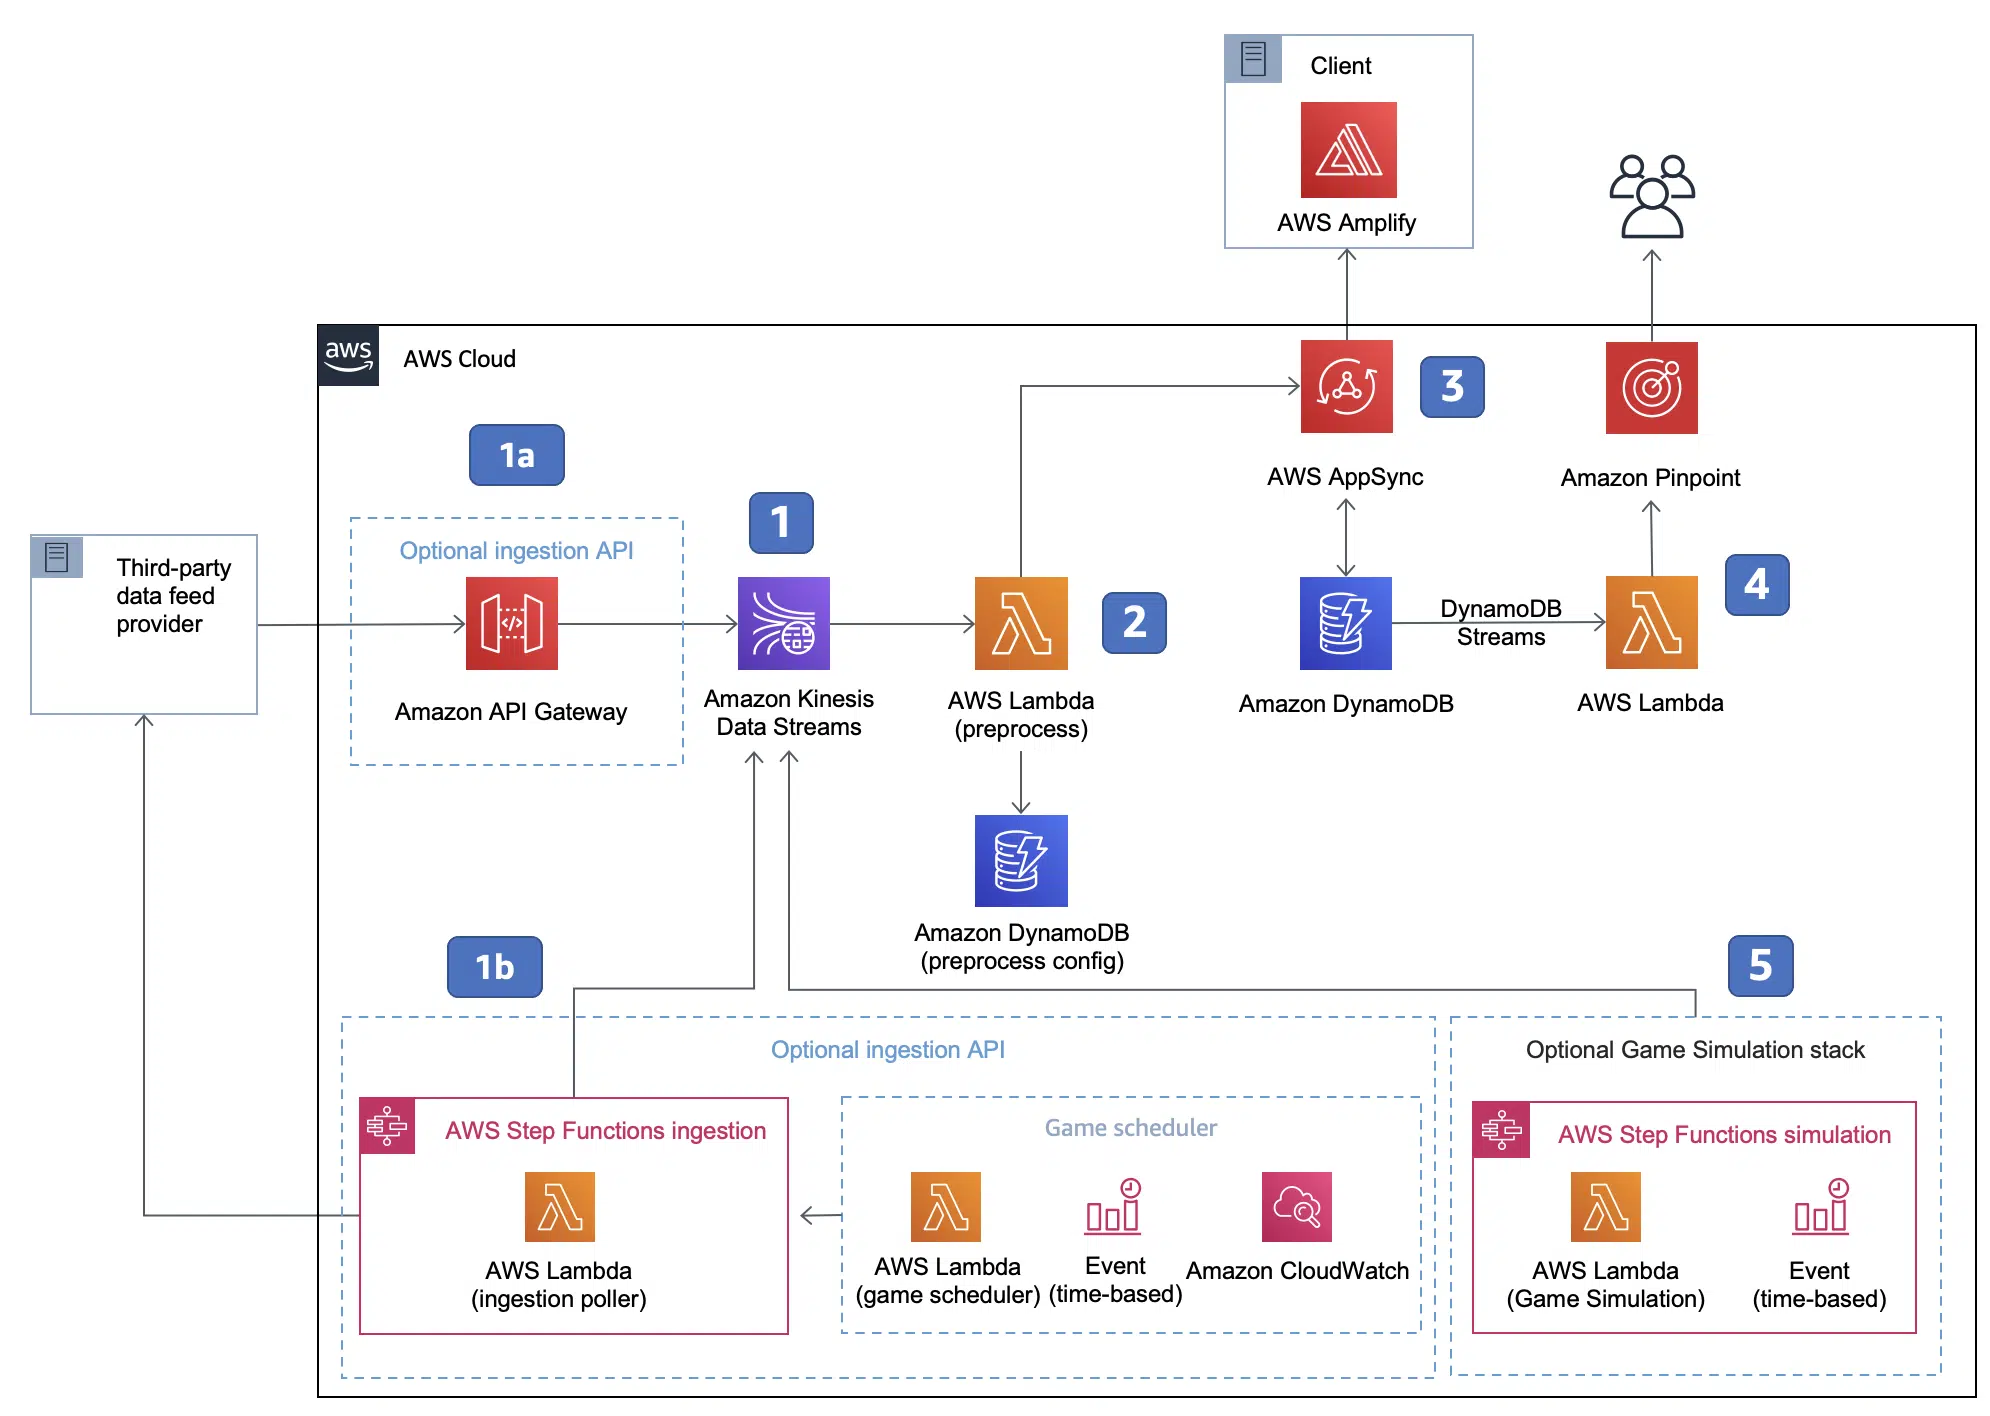 Client
AWS Amplify
aws
AWS Cloud
3
AWS AppSync
Amazon Pinpoint
1a
1
Optional ingestion API
Third-party
data feed
provider
</>
Amazon API Gateway
Amazon Kinesis
Data Streams
AWS Lambda
(preprocess)
2
Amazon DynamoDB
DynamoDB
Streams
AWS Lambda
4
Amazon DynamoDB
(preprocess config)
1b
5
Optional ingestion API
AWS Step Functions ingestion
AWS Lambda
(ingestion poller)
Game scheduler
AWS Lambda
(game scheduler)
Event
(time-based)
Amazon CloudWatch
Optional Game Simulation stack
AWS Step Functions simulation
AWS Lambda
(Game Simulation)
Event
(time-based)